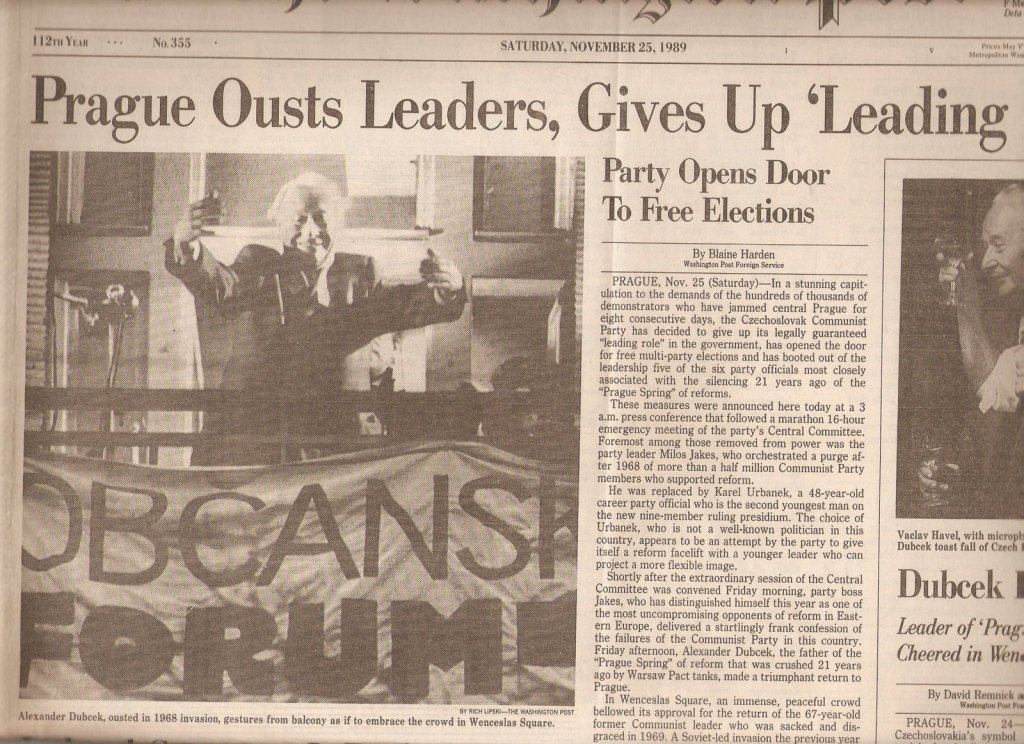 112TH YEAR ··· No. 355 ·
SATURDAY, NOVEMBER 25, 1989
Prices May V
Metropolitan Was
Prague Ousts Leaders, Gives Up ‘Leading
Party Opens Door
To Free Elections
By Blaine Harden
Washington Post Foreign Service
PRAGUE, Nov. 25 (Saturday)—In a stunning capit-
ulation to the demands of the hundreds of thousands of
demonstrators who have jammed central Prague for
eight consecutive days, the Czechoslovak Communist
Party has decided to give up its legally guaranteed
“leading role” in the government, has opened the door
for free multi-party elections and has booted out of the
leadership five of the six party officials most closely
associated with the silencing 21 years ago of the
“Prague Spring” of reforms.
These measures were announced here today at a 3
a.m. press conference that followed a marathon 16-hour
emergency meeting of the party’s Central Committee.
Foremost among those removed from power was the
party leader Milos Jakes, who orchestrated a purge af-
ter 1968 of more than a half million Communist Party
members who supported reform.
He was replaced by Karel Urbanek, a 48-year-old
career party official who is the second youngest man on
the new nine-member ruling presidium. The choice of
Urbanek, who is not a well-known politician in this
country, appears to be an attempt by the party to give
itself a reform facelift with a younger leader who can
project a more flexible image.
Shortly after the extraordinary session of the Central
Committee was convened Friday morning, party boss
Jakes, who has distinguished himself this year as one of
the most uncompromising opponents of reform in East-
ern Europe, delivered a startlingly frank confession of
the failures of the Communist Party in this country.
Friday afternoon, Alexander Dubcek, the father of the
“Prague Spring” of reform that was crushed 21 years
ago by Warsaw Pact tanks, made a triumphant return to
Prague.
In Wenceslas Square, an immense, peaceful crowd
bellowed its approval for the return of the 67-year-old
former Communist leader who was sacked and dis-
graced in 1969. A Soviet-led invasion the previous year
OBCANSK
FORUM
BY RICH LIPSKI—THE WASHINGTON POST
Alexander Dubcek, ousted in 1968 invasion, gestures from balcony as if to embrace the crowd in Wenceslas Square.
Vaclav Havel, with microph
Dubcek toast fall of Czech
Dubcek
Leader of ‘Prag
Cheered in Wen
By David Remnick a
Washington Post For
PRAGUE, Nov. 24—
Czechoslovakia’s symbol